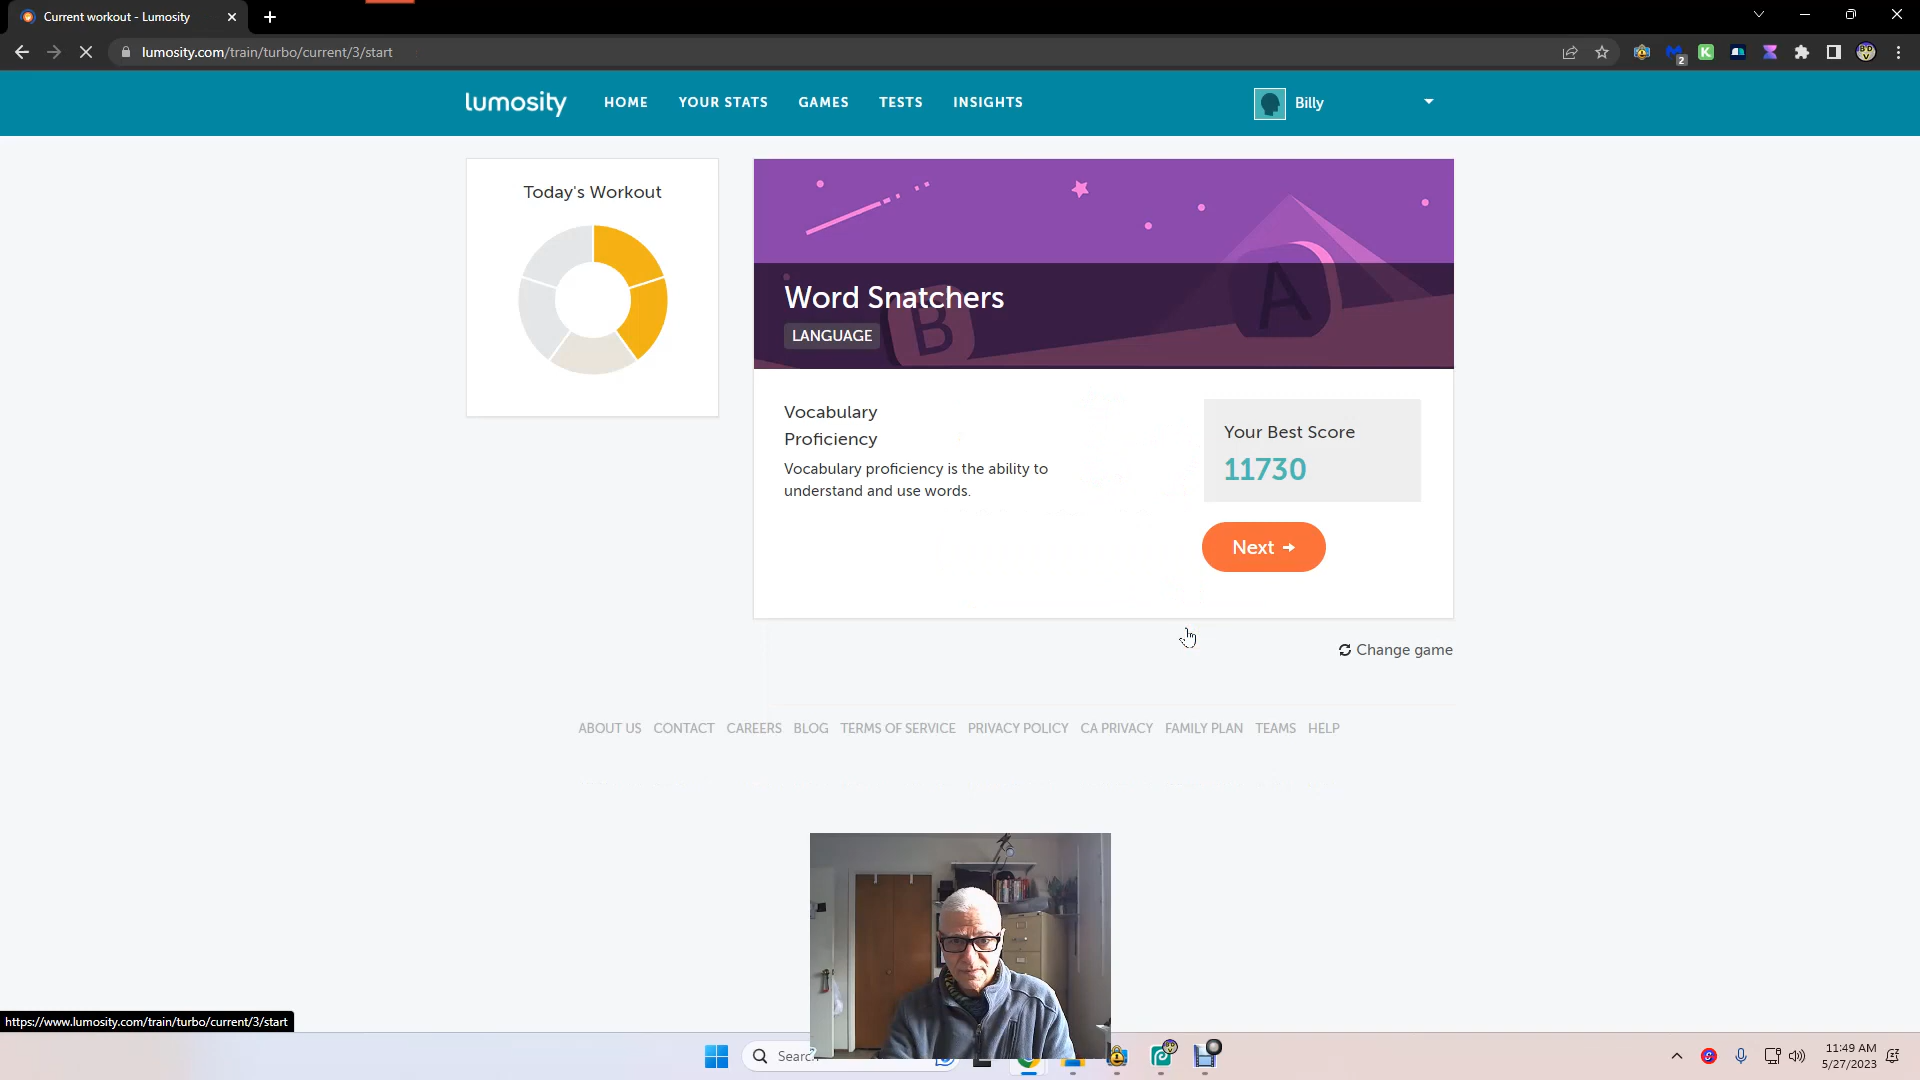 Current workout - Lumosity
lumosity.com/train/turbo/current/3/start
2
lumosity HOME YOUR STATS GAMES TESTS INSIGHTS Billy
Today's Workout
Word Snatchers
LANGUAGE
A
B
Vocabulary
Proficiency
Vocabulary proficiency is the ability to
understand and use words.
Your Best Score
11730
Next
Change game
ABOUT US CONTACT CAREERS BLOG TERMS OF SERVICE PRIVACY POLICY CA PRIVACY FAMILY PLAN TEAMS HELP
https://www.lumosity.com/train/turbo/current/3/start
11:49 AM
5/27/2023